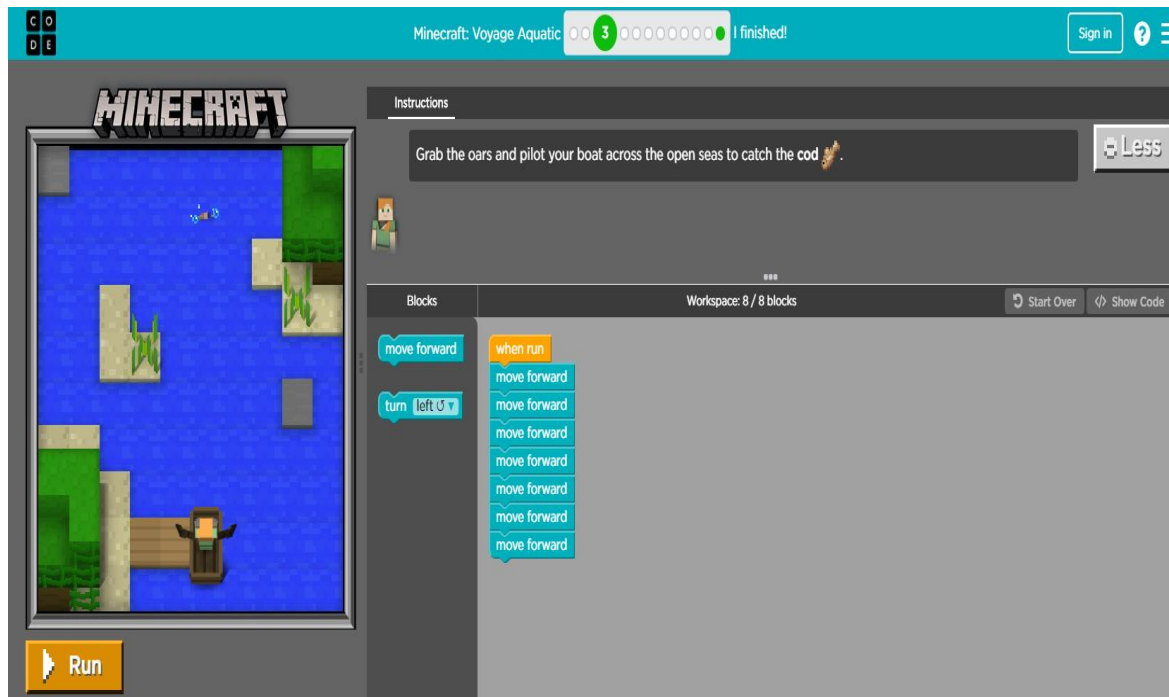 CO
DE
Minecraft: Voyage Aquatic 3 I finished!
Sign in ?
MINECRAFT
Instructions
Grab the oars and pilot your boat across the open seas to catch the cod .
Less
Blocks Workspace: 8 / 8 blocks Start Over </> Show Code
move forward
turn left
when run
move forward
move forward
move forward
move forward
move forward
move forward
move forward
Run